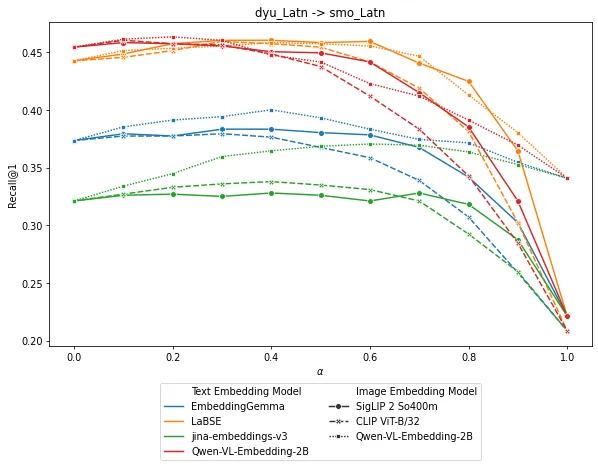 dyu_Latn -> smo_Latn
Recall@1
0.45
0.40
0.35
0.30
0.25
0.20
0.0 0.2 0.4 0.6 0.8 1.0
α
Text Embedding Model Image Embedding Model
EmbeddingGemma SigLIP 2 So400m
LaBSE CLIP ViT-B/32
jina-embeddings-v3 Qwen-VL-Embedding-2B
Qwen-VL-Embedding-2B